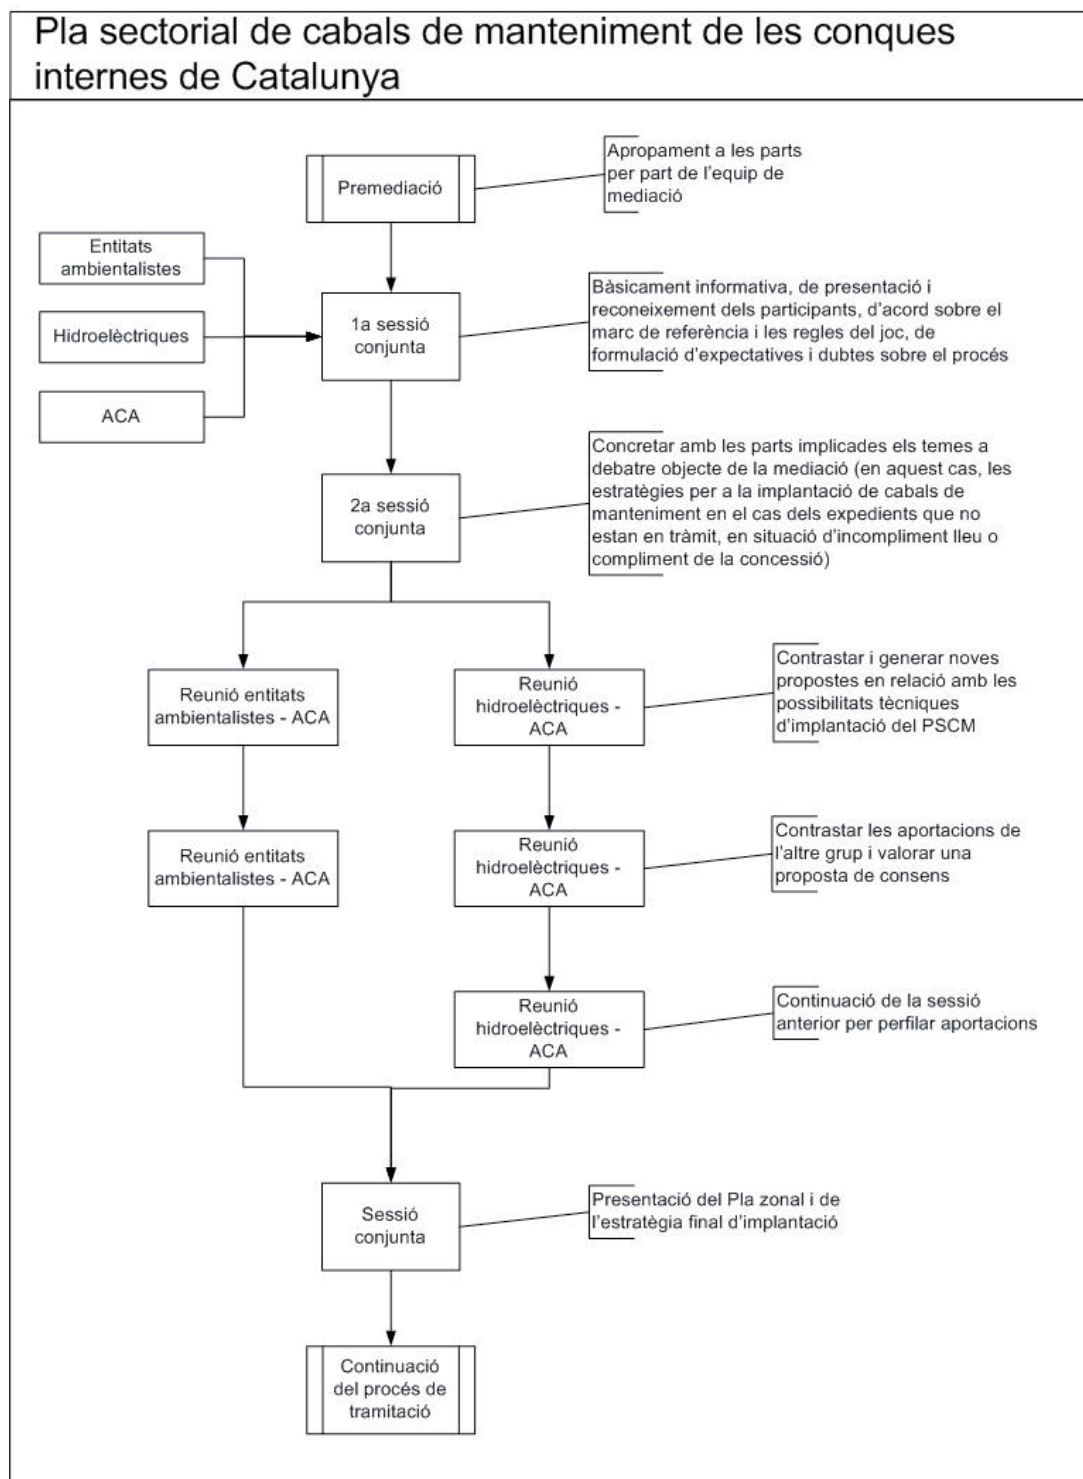 Pla sectorial de cabals de manteniment de les conques
internes de Catalunya
Premediació
Apropament a les parts
per part de l'equip de
mediació
Entitats
ambientalistes
Hidroelèctriques
ACA
1a sessió
conjunta
Bàsicament informativa, de presentació i
reconeixement dels participants, d'acord sobre el
marc de referència i les regles del joc, de
formulació d'expectatives i dubtes sobre el procés
2a sessió
conjunta
Concretar amb les parts implicades els temes a
debatre objecte de la mediació (en aquest cas, les
estratègies per a la implantació de cabals de
manteniment en el cas dels expedients que no
estan en tràmit, en situació d'incompliment lleu o
compliment de la concessió)
Reunió entitats
ambientalistes - ACA
Reunió
hidroelèctriques -
ACA
Contrastar i generar noves
propostes en relació amb les
possibilitats tècniques
d'implantació del PSCM
Reunió entitats
ambientalistes - ACA
Reunió
hidroelèctriques -
ACA
Contrastar les aportacions de
l'altre grup i valorar una
proposta de consens
Reunió
hidroelèctriques -
ACA
Continuació de la sessió
anterior per perfilar aportacions
Sessió
conjunta
Presentació del Pla zonal i de
l'estratègia final d'implantació
Continuació
del procés de
tramitació